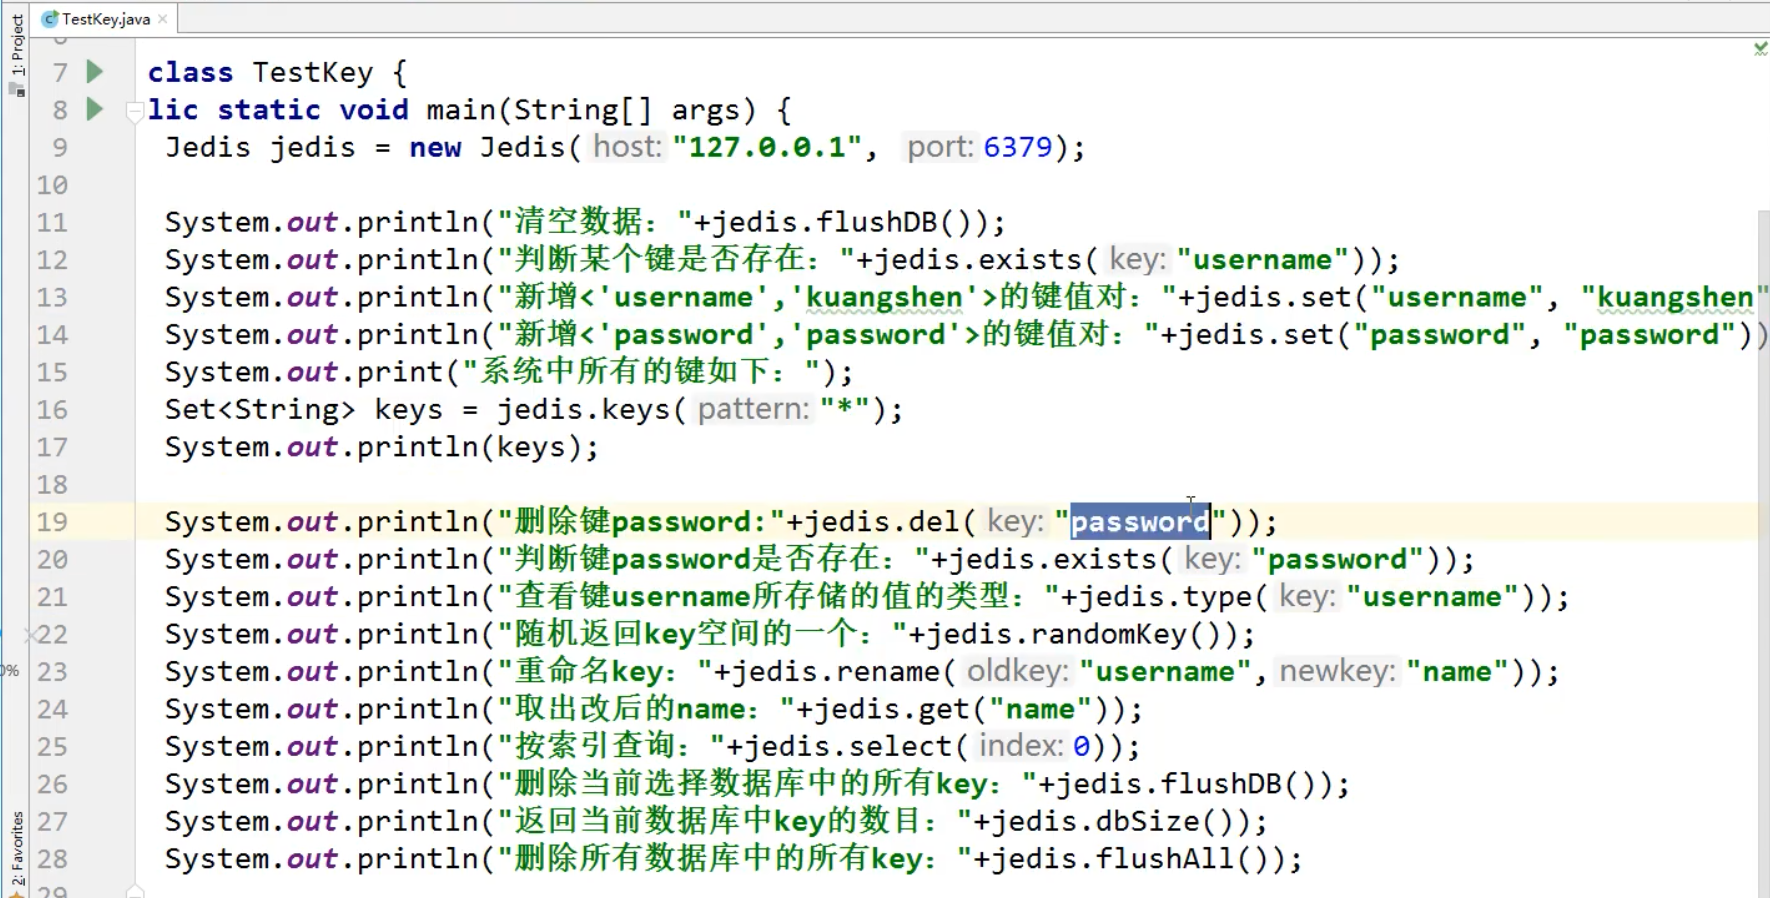 TestKey.java
1: Project
7 class TestKey {
8 lic static void main(String[] args) {
9 Jedis jedis = new Jedis( host: "127.0.0.1", port: 6379);
10
11 System.out.println("清空数据："+jedis.flushDB());
12 System.out.println("判断某个键是否存在："+jedis.exists( key: "username"));
13 System.out.println("新增<'username','kuangshen'>的键值对："+jedis.set("username", "kuangshen"
14 System.out.println("新增<'password','password'>的键值对："+jedis.set("password", "password"))
15 System.out.print("系统中所有的键如下：");
16 Set<String> keys = jedis.keys( pattern: "*");
17 System.out.println(keys);
18
19 System.out.println("删除键password:"+jedis.del( key: "password"));
20 System.out.println("判断键password是否存在："+jedis.exists( key: "password"));
21 System.out.println("查看键username所存储的值的类型："+jedis.type( key: "username"));
22 System.out.println("随机返回key空间的一个："+jedis.randomKey());
23 System.out.println("重命名key："+jedis.rename( oldkey: "username", newkey: "name"));
0%
24 System.out.println("取出改后的name："+jedis.get("name"));
25 System.out.println("按索引查询："+jedis.select( index: 0));
26 System.out.println("删除当前选择数据库中的所有key："+jedis.flushDB());
27 System.out.println("返回当前数据库中key的数目："+jedis.dbSize());
28 System.out.println("删除所有数据库中的所有key："+jedis.flushAll());
29
2: Favorites